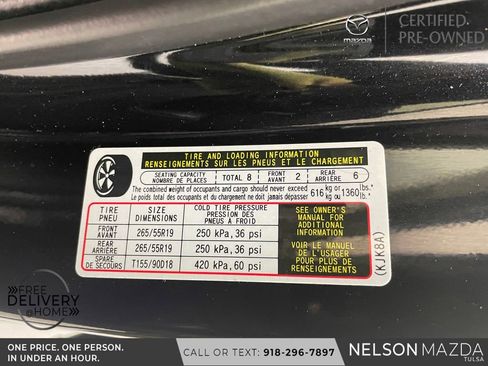 CERTIFIED
PRE-OWNED
mazda
TIRE AND LOADING INFORMATION
RENSEIGNEMENTS SUR LES PNEUS ET LE CHARGEMENT
SEATING CAPACITY
NOMBRE DE PLACES
TOTAL 8
FRONT
AVANT
2
REAR
ARRIÈRE
6
The combined weight of occupants and cargo should never exceed
Le poids total des occupants et du chargement ne doit jamais dépasser
616 kg or/ou 1360 lbs./lb.
TIRE
PNEU
SIZE
DIMENSIONS
COLD TIRE PRESSURE
PRESSION DES
PNEUS A FROID
FRONT
AVANT
265/55R19
250 kPa, 36 psi
REAR
ARRIÈRE
265/55R19
250 kPa, 36 psi
SPARE
DE SECOURS
T155/90D18
420 kPa, 60 psi
SEE OWNER'S
MANUAL FOR
ADDITIONAL
INFORMATION
VOIR LE MANUEL
DE L'USAGER
POUR PLUS DE
RENSEIGNEMENTS
(KJKGA)
FREE
DELIVERY
@HOME
ONE PRICE. ONE PERSON.
IN UNDER AN HOUR.
CALL OR TEXT: 918-296-7897
NELSON MAZDA
TULSA